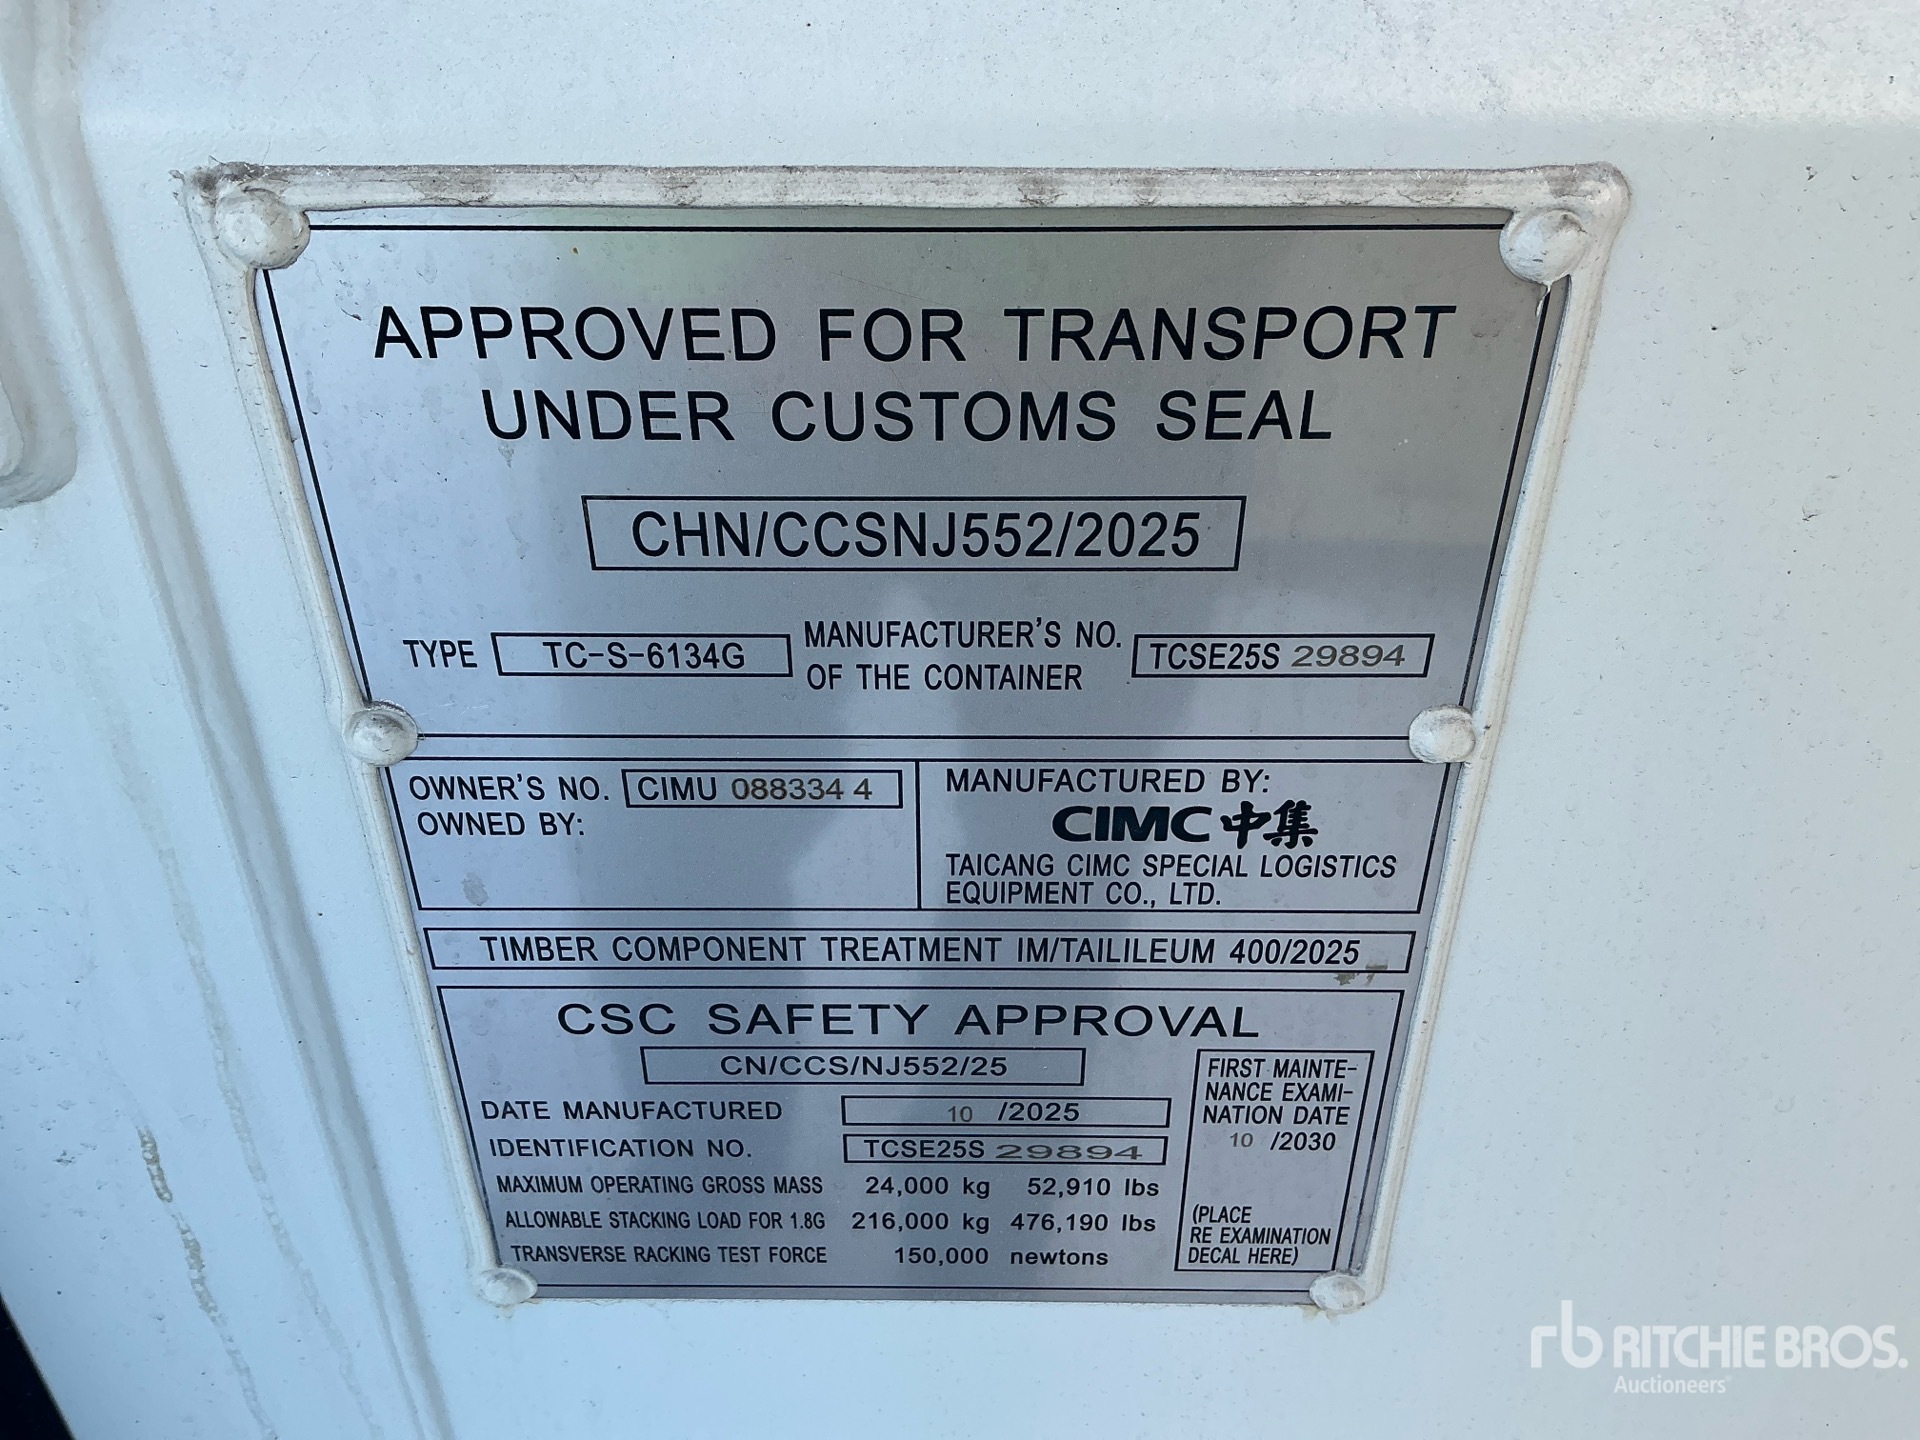 APPROVED FOR TRANSPORT
UNDER CUSTOMS SEAL
CHN/CCSNJ552/2025
TYPE TC-S-6134G MANUFACTURER'S NO. OF THE CONTAINER TCSE25S 29894
OWNER'S NO. CIMU 088334 4
OWNED BY:
MANUFACTURED BY:
CIMC 中集
TAICANG CIMC SPECIAL LOGISTICS
EQUIPMENT CO., LTD.
TIMBER COMPONENT TREATMENT IM/TAILILEUM 400/2025
CSC SAFETY APPROVAL
CN/CCS/NJ552/25
DATE MANUFACTURED 10 /2025
IDENTIFICATION NO. TCSE25S 29894
MAXIMUM OPERATING GROSS MASS 24,000 kg 52,910 lbs
ALLOWABLE STACKING LOAD FOR 1.8G 216,000 kg 476,190 lbs
TRANSVERSE RACKING TEST FORCE 150,000 newtons
FIRST MAINTE-
NANCE EXAMI-
NATION DATE
10 /2030
(PLACE
RE EXAMINATION
DECAL HERE)
rb RITCHIE BROS.
Auctioneers